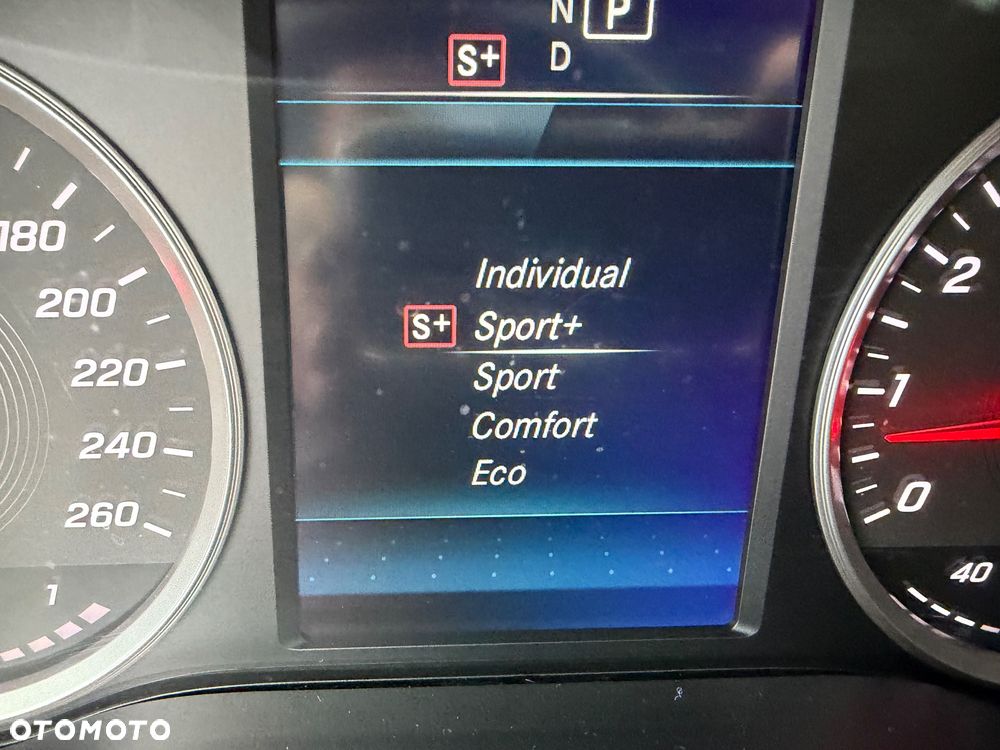 N P
S+ D
Individual
S+ Sport+
Sport
Comfort
Eco
180
200
220
240
260
1
2
1
0
40
OTOMOTO